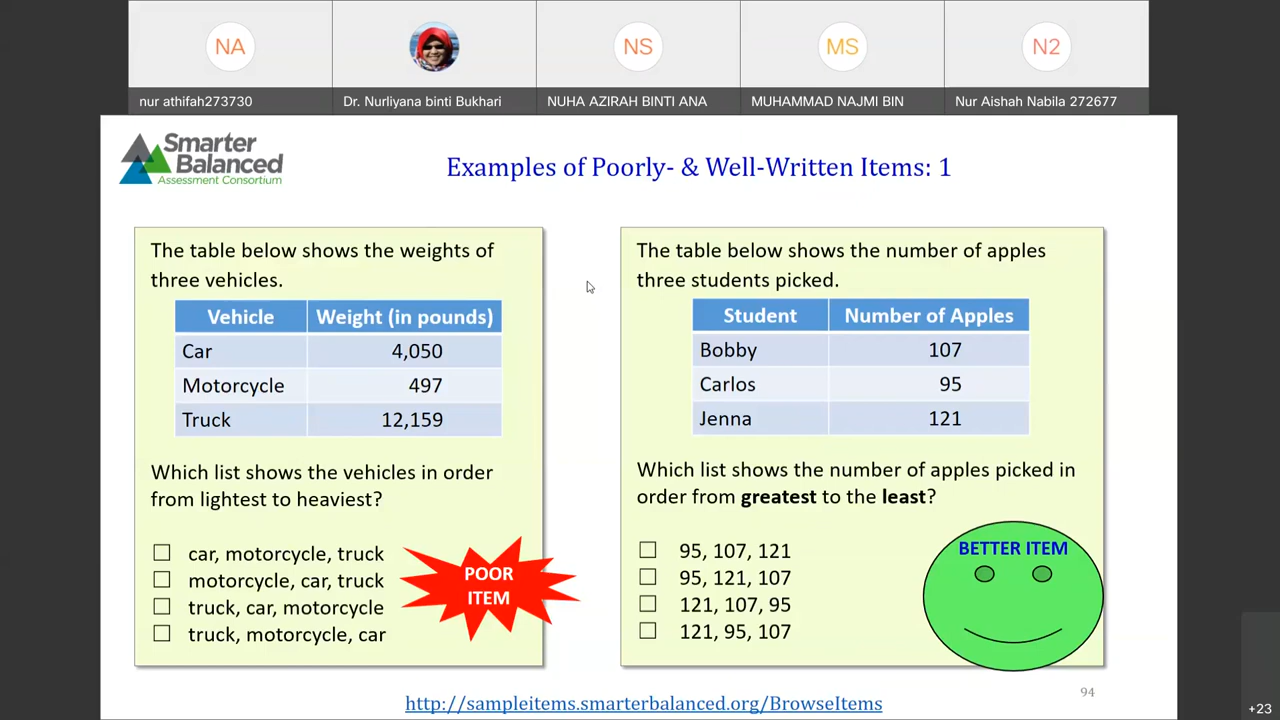 NA
NS
MS
N2
nur athifah273730
Dr. Nurliyana binti Bukhari
NUHA AZIRAH BINTI ANA
MUHAMMAD NAJMI BIN
Nur Aishah Nabila 272677
Smarter
Balanced
Assessment Consortium
Examples of Poorly- & Well-Written Items: 1
The table below shows the weights of
three vehicles.
Vehicle Weight (in pounds)
Car 4,050
Motorcycle 497
Truck 12,159
Which list shows the vehicles in order
from lightest to heaviest?
car, motorcycle, truck
motorcycle, car, truck
truck, car, motorcycle
truck, motorcycle, car
POOR
ITEM
The table below shows the number of apples
three students picked.
Student Number of Apples
Bobby 107
Carlos 95
Jenna 121
Which list shows the number of apples picked in
order from greatest to the least?
95, 107, 121
95, 121, 107
121, 107, 95
121, 95, 107
BETTER ITEM
94
http://sampleitems.smarterbalanced.org/BrowseItems
+23